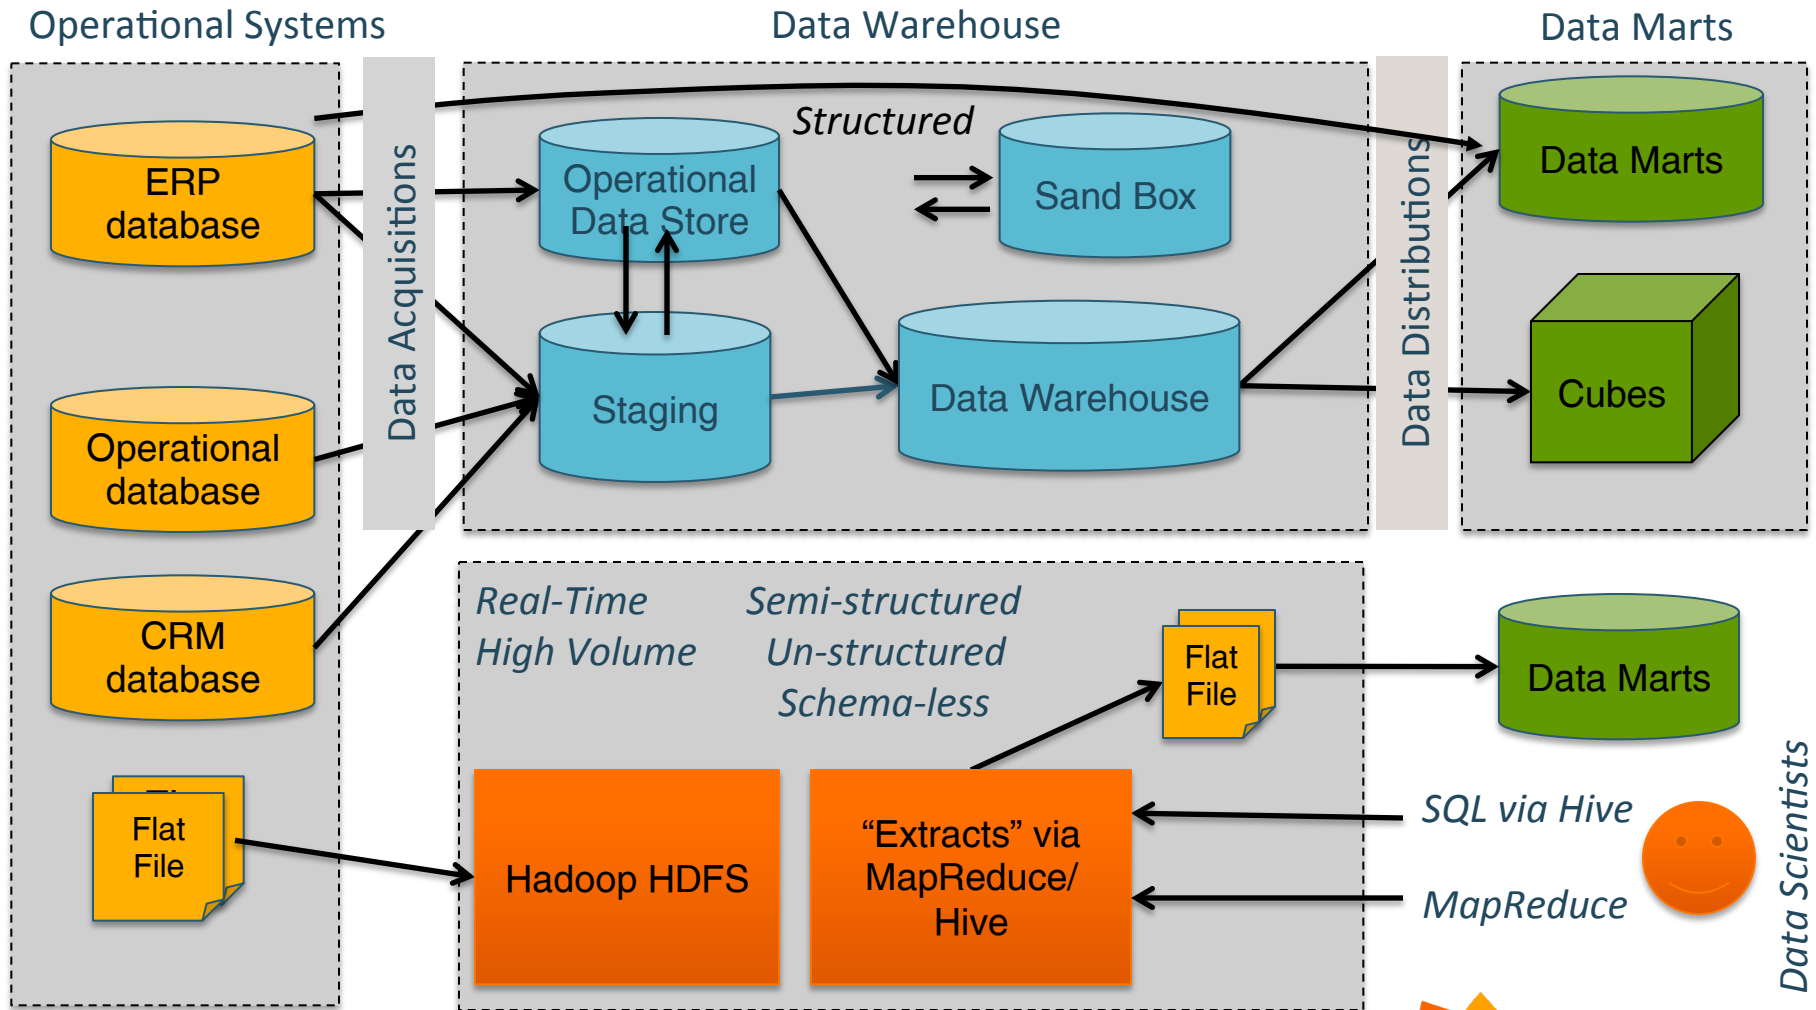 Operational Systems
Data Warehouse
Data Marts
ERP
database
Operational
database
CRM
database
Flat
File
Data Acquisitions
Structured
Operational
Data Store
Sand Box
Staging
Data Warehouse
Data Distributions
Data Marts
Cubes
Real-Time
High Volume
Semi-structured
Un-structured
Schema-less
Flat
File
Data Marts
Hadoop HDFS
“Extracts” via
MapReduce/
Hive
SQL via Hive
MapReduce
Data Scientists